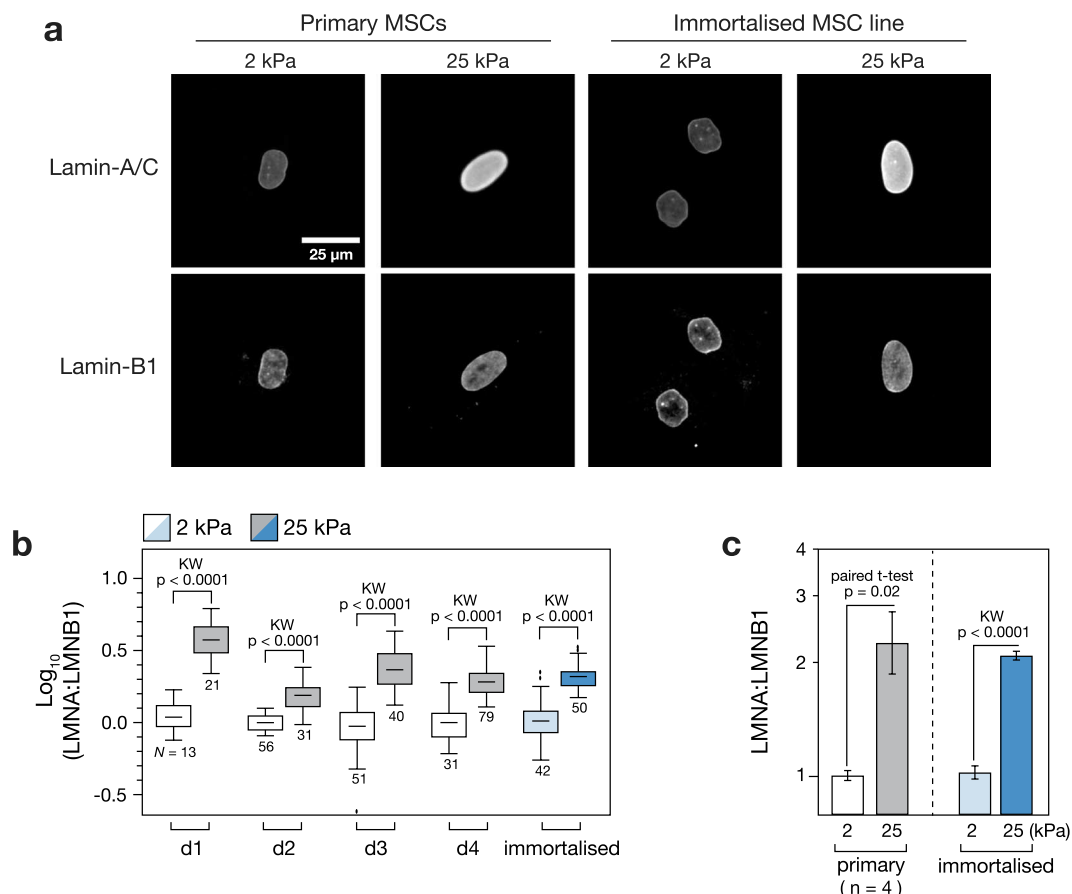 a
Primary MSCs
Immortalised MSC line
2 kPa
25 kPa
2 kPa
25 kPa
Lamin-A/C
25 µm
Lamin-B1
b
2 kPa
25 kPa
Log10
(LMNA:LMNB1)
1.0
0.5
0.0
-0.5
KW
p < 0.0001
KW
p < 0.0001
KW
p < 0.0001
KW
p < 0.0001
KW
p < 0.0001
N = 13
21
56
31
51
40
31
79
42
50
d1
d2
d3
d4
immortalised
c
LMNA:LMNB1
4
3
2
1
paired t-test
p = 0.02
KW
p < 0.0001
2
25
2
25 (kPa)
primary
( n = 4 )
immortalised